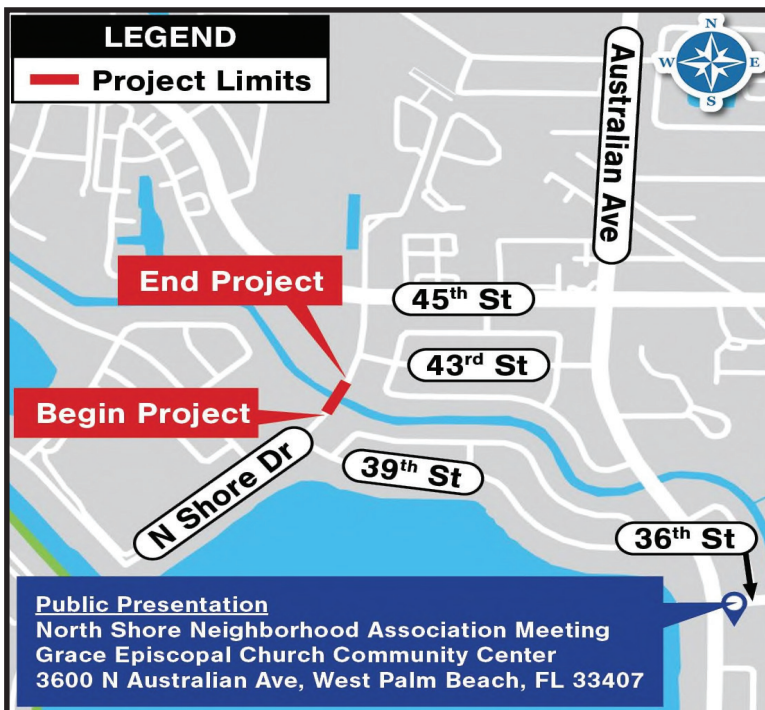 LEGEND
Project Limits
N
W
E
S
Australian Ave
End Project
45th St
43rd St
Begin Project
N Shore Dr
39th St
36th St
Public Presentation
North Shore Neighborhood Association Meeting
Grace Episcopal Church Community Center
3600 N Australian Ave, West Palm Beach, FL 33407